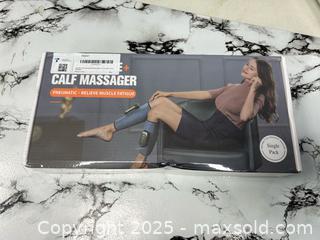 CALF MASSAGER
PNEUMATIC • RELIEVE MUSCLE FATIGUE
Single
Pack
Copyright © 2025 - maxsold.com